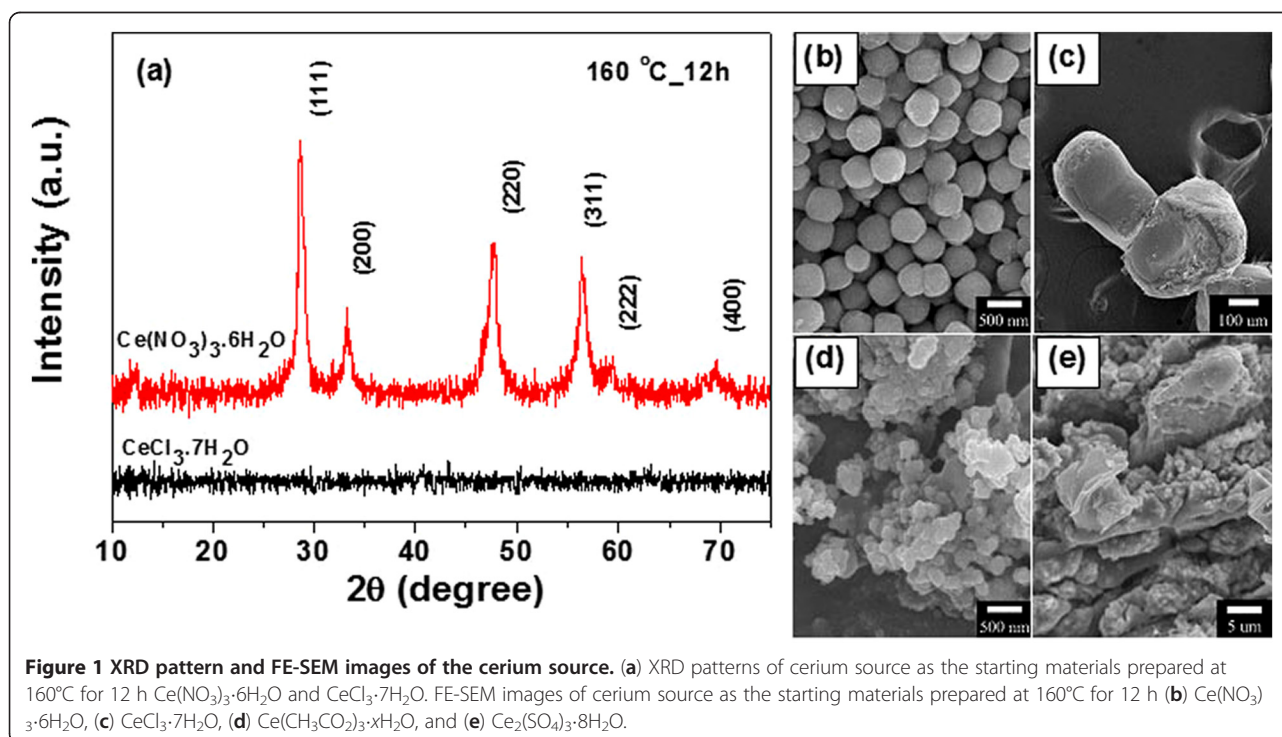 (a)
160 °C_12h
(111)
(200)
(220)
(311)
(222)
(400)
Intensity (a.u.)
Ce(NO₃)₃.6H₂O
CeCl₃.7H₂O
10 20 30 40 50 60 70
2θ (degree)
(b)
500 nm
(c)
100 um
(d)
500 nm
(e)
5 um
Figure 1 XRD pattern and FE-SEM images of the cerium source. (a) XRD patterns of cerium source as the starting materials prepared at
160°C for 12 h Ce(NO₃)₃·6H₂O and CeCl₃·7H₂O. FE-SEM images of cerium source as the starting materials prepared at 160°C for 12 h (b) Ce(NO₃)
₃·6H₂O, (c) CeCl₃·7H₂O, (d) Ce(CH₃CO₂)₃·xH₂O, and (e) Ce₂(SO₄)₃·8H₂O.